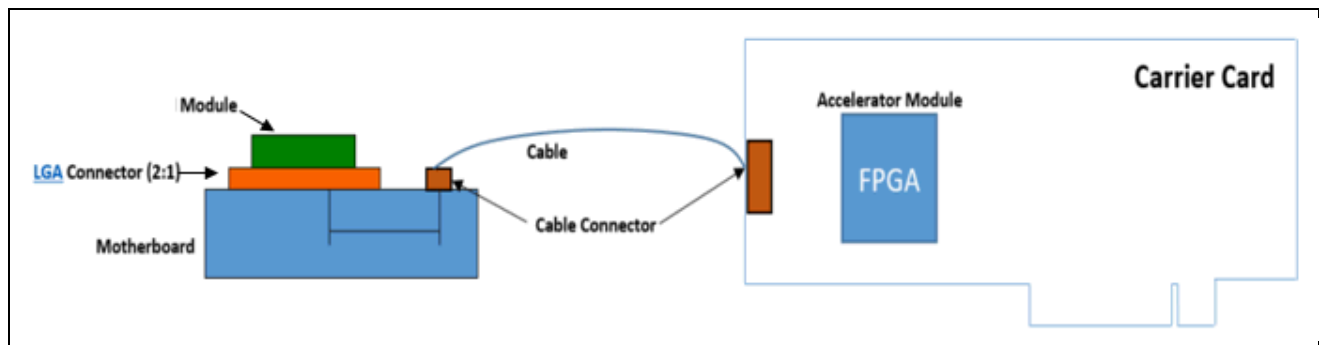 Carrier Card
Accelerator Module
Module
Cable
LGA Connector (2:1)
FPGA
Cable Connector
Motherboard